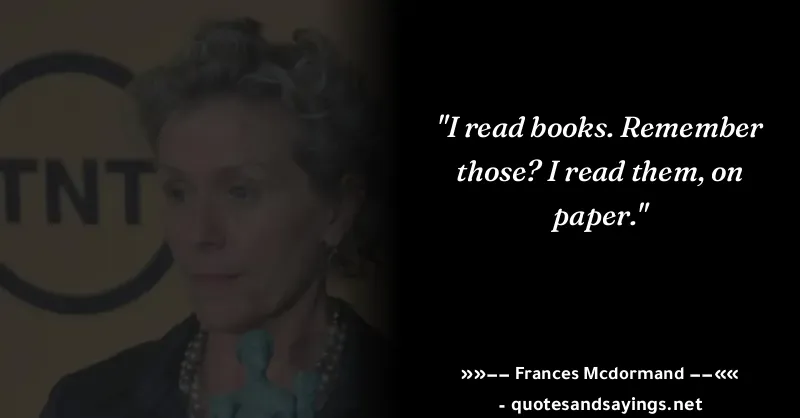 TNT
"I read books. Remember
those? I read them, on
paper."
»»−− Frances Mcdormand −−««
- quotesandsayings.net